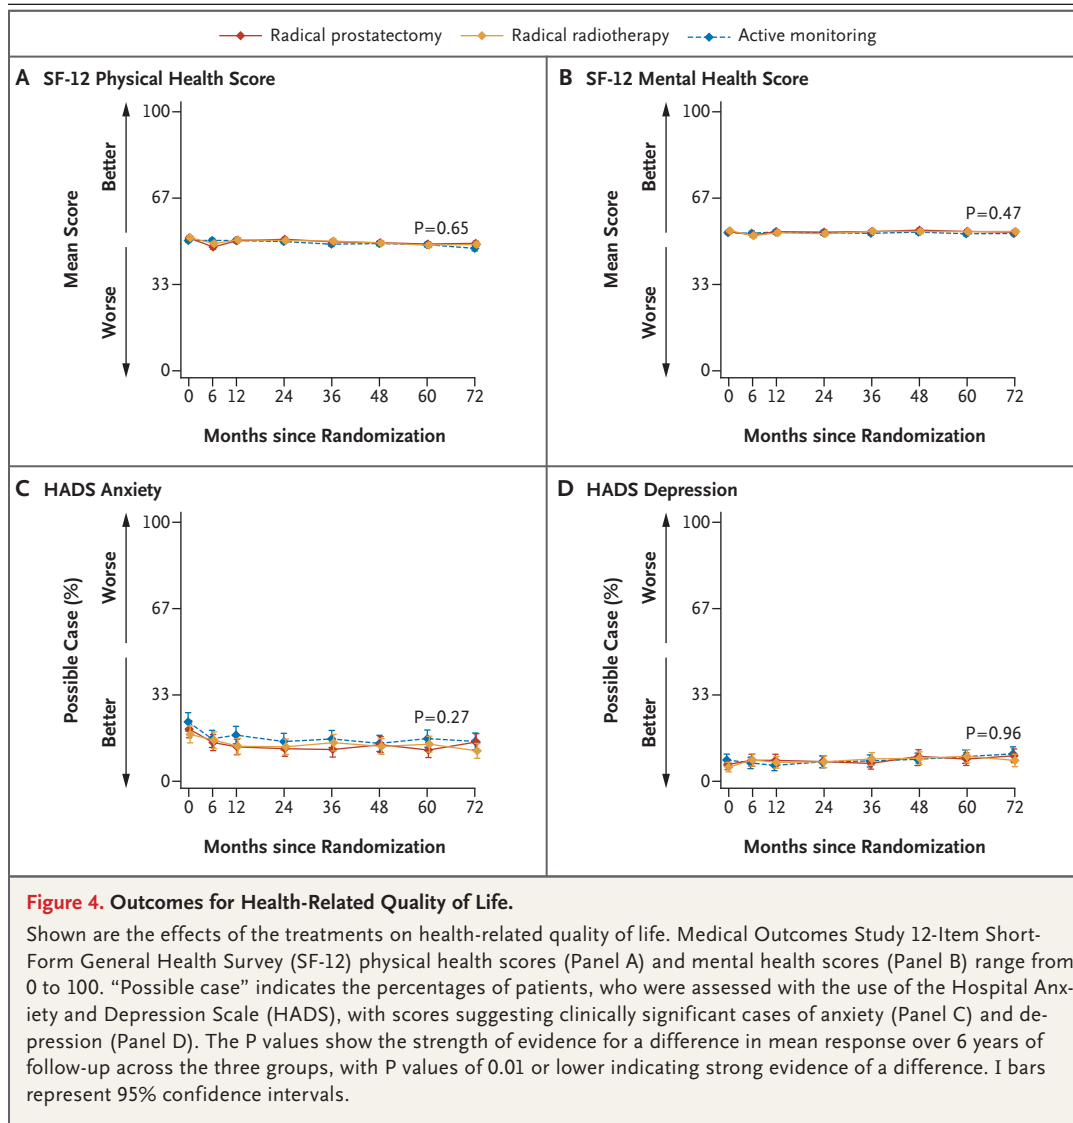 Radical prostatectomy Radical radiotherapy Active monitoring
A SF-12 Physical Health Score
100
67
33
0
Better
Worse
Mean Score
P=0.65
0 6 12 24 36 48 60 72
Months since Randomization
B SF-12 Mental Health Score
100
67
33
0
Better
Worse
Mean Score
P=0.47
0 6 12 24 36 48 60 72
Months since Randomization
C HADS Anxiety
100
67
33
0
Worse
Better
Possible Case (%)
P=0.27
0 6 12 24 36 48 60 72
Months since Randomization
D HADS Depression
100
67
33
0
Worse
Better
Possible Case (%)
P=0.96
0 6 12 24 36 48 60 72
Months since Randomization
Figure 4. Outcomes for Health-Related Quality of Life.
Shown are the effects of the treatments on health-related quality of life. Medical Outcomes Study 12-Item Short-
Form General Health Survey (SF-12) physical health scores (Panel A) and mental health scores (Panel B) range from
0 to 100. “Possible case” indicates the percentages of patients, who were assessed with the use of the Hospital Anx-
iety and Depression Scale (HADS), with scores suggesting clinically significant cases of anxiety (Panel C) and de-
pression (Panel D). The P values show the strength of evidence for a difference in mean response over 6 years of
follow-up across the three groups, with P values of 0.01 or lower indicating strong evidence of a difference. I bars
represent 95% confidence intervals.